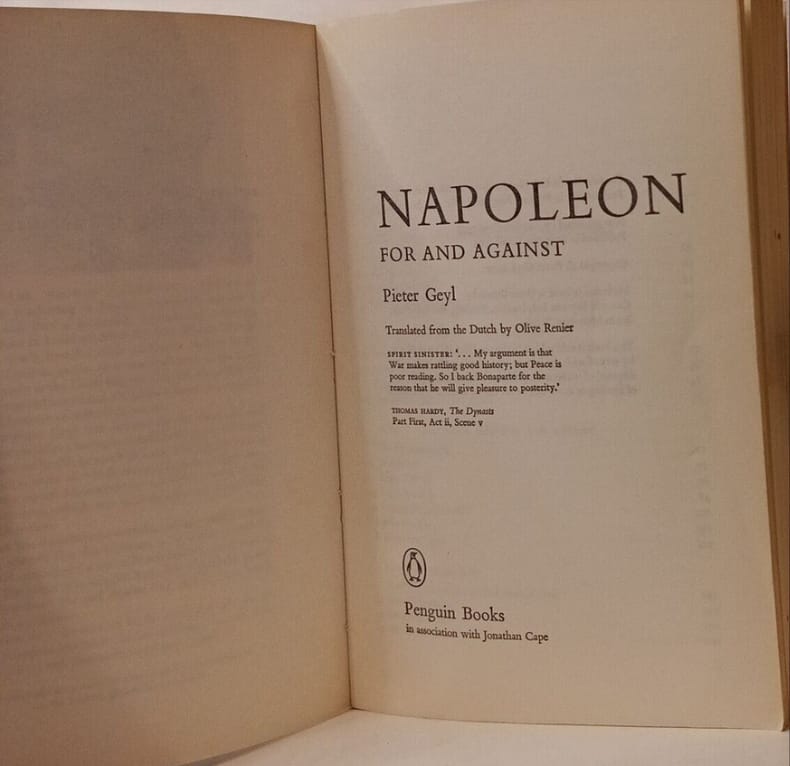 NAPOLEON
FOR AND AGAINST
Pieter Geyl
Translated from the Dutch by Olive Renier
SPIRIT SINISTER: ‘. . . My argument is that
War makes rattling good history; but Peace is
poor reading. So I back Bonaparte for the
reason that he will give pleasure to posterity.’
THOMAS HARDY, The Dynasts
Part First, Act ii, Scene v
Penguin Books
in association with Jonathan Cape